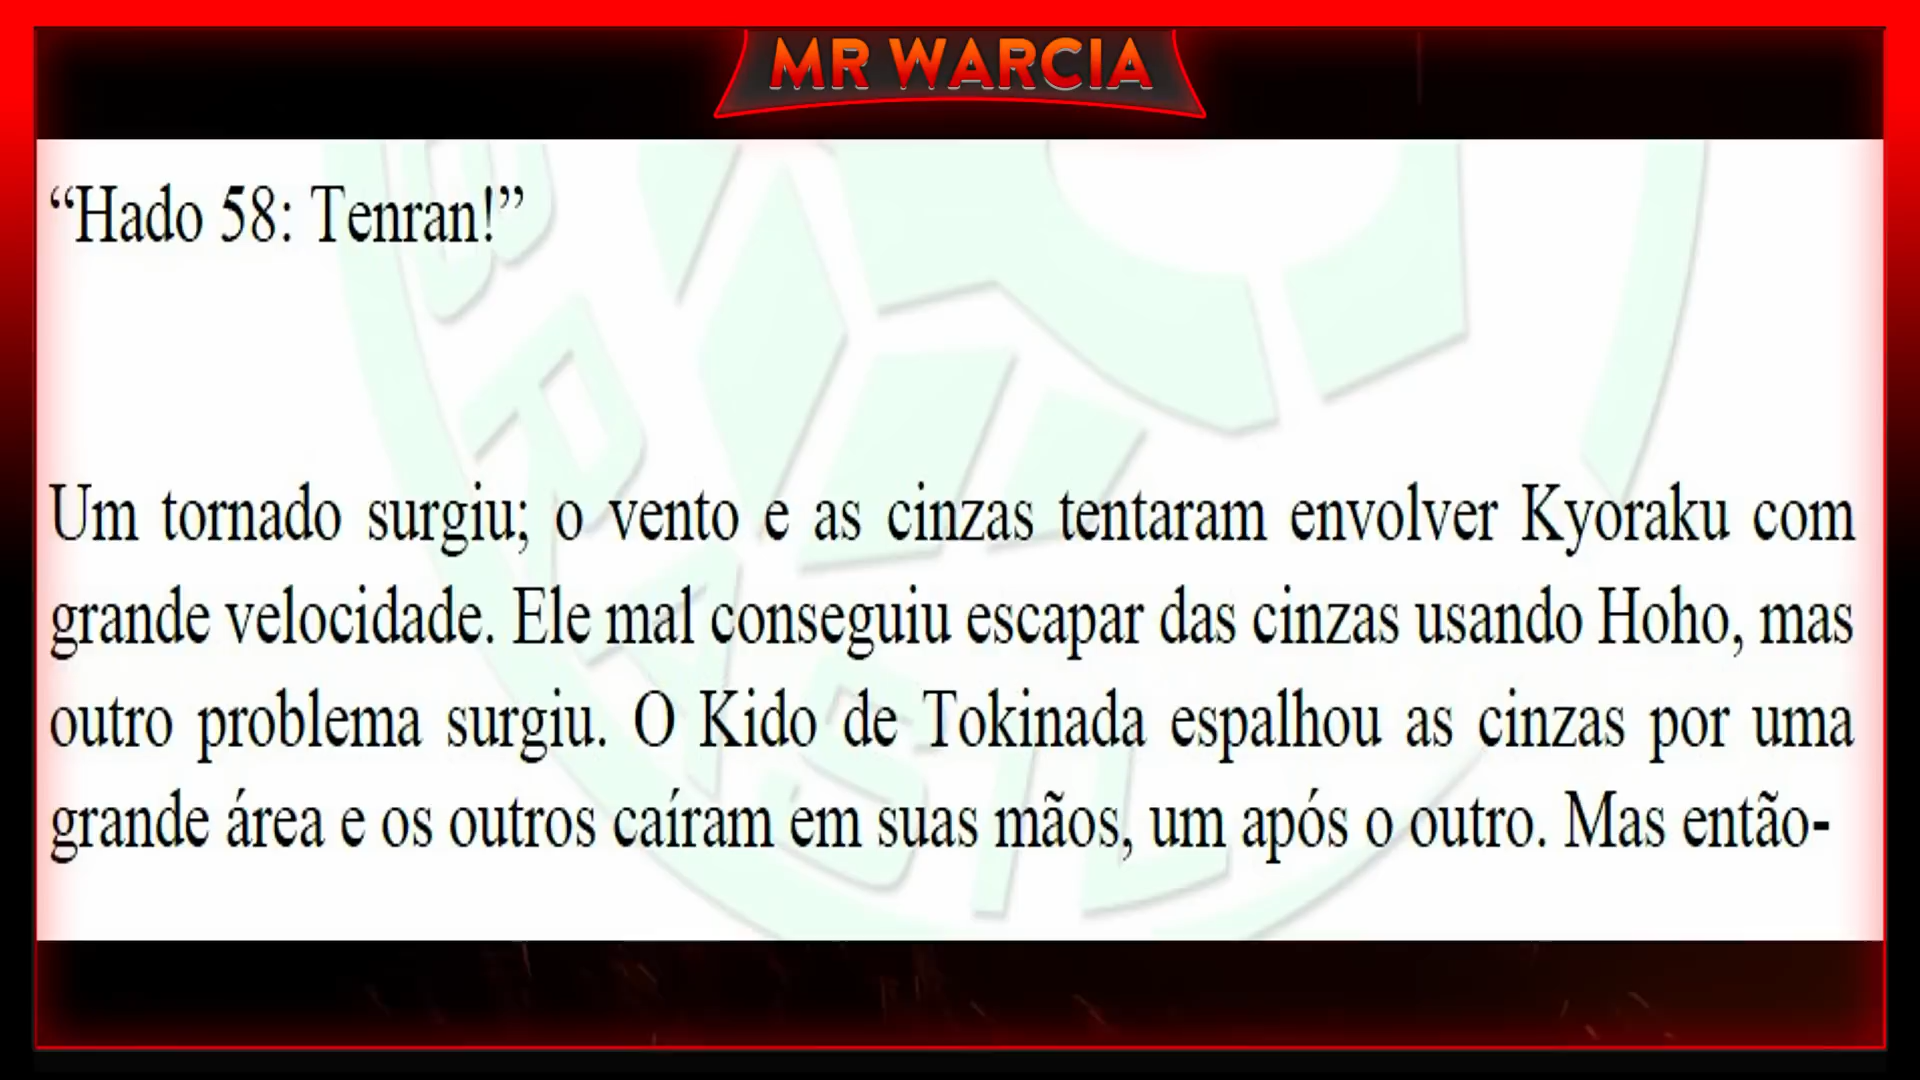 MR WARCIA
“Hado 58: Tenran!”
Um tornado surgiu; o vento e as cinzas tentaram envolver Kyoraku com
grande velocidade. Ele mal conseguiu escapar das cinzas usando Hoho, mas
outro problema surgiu. O Kido de Tokinada espalhou as cinzas por uma
grande área e os outros caíram em suas mãos, um após o outro. Mas então-
BRASIL